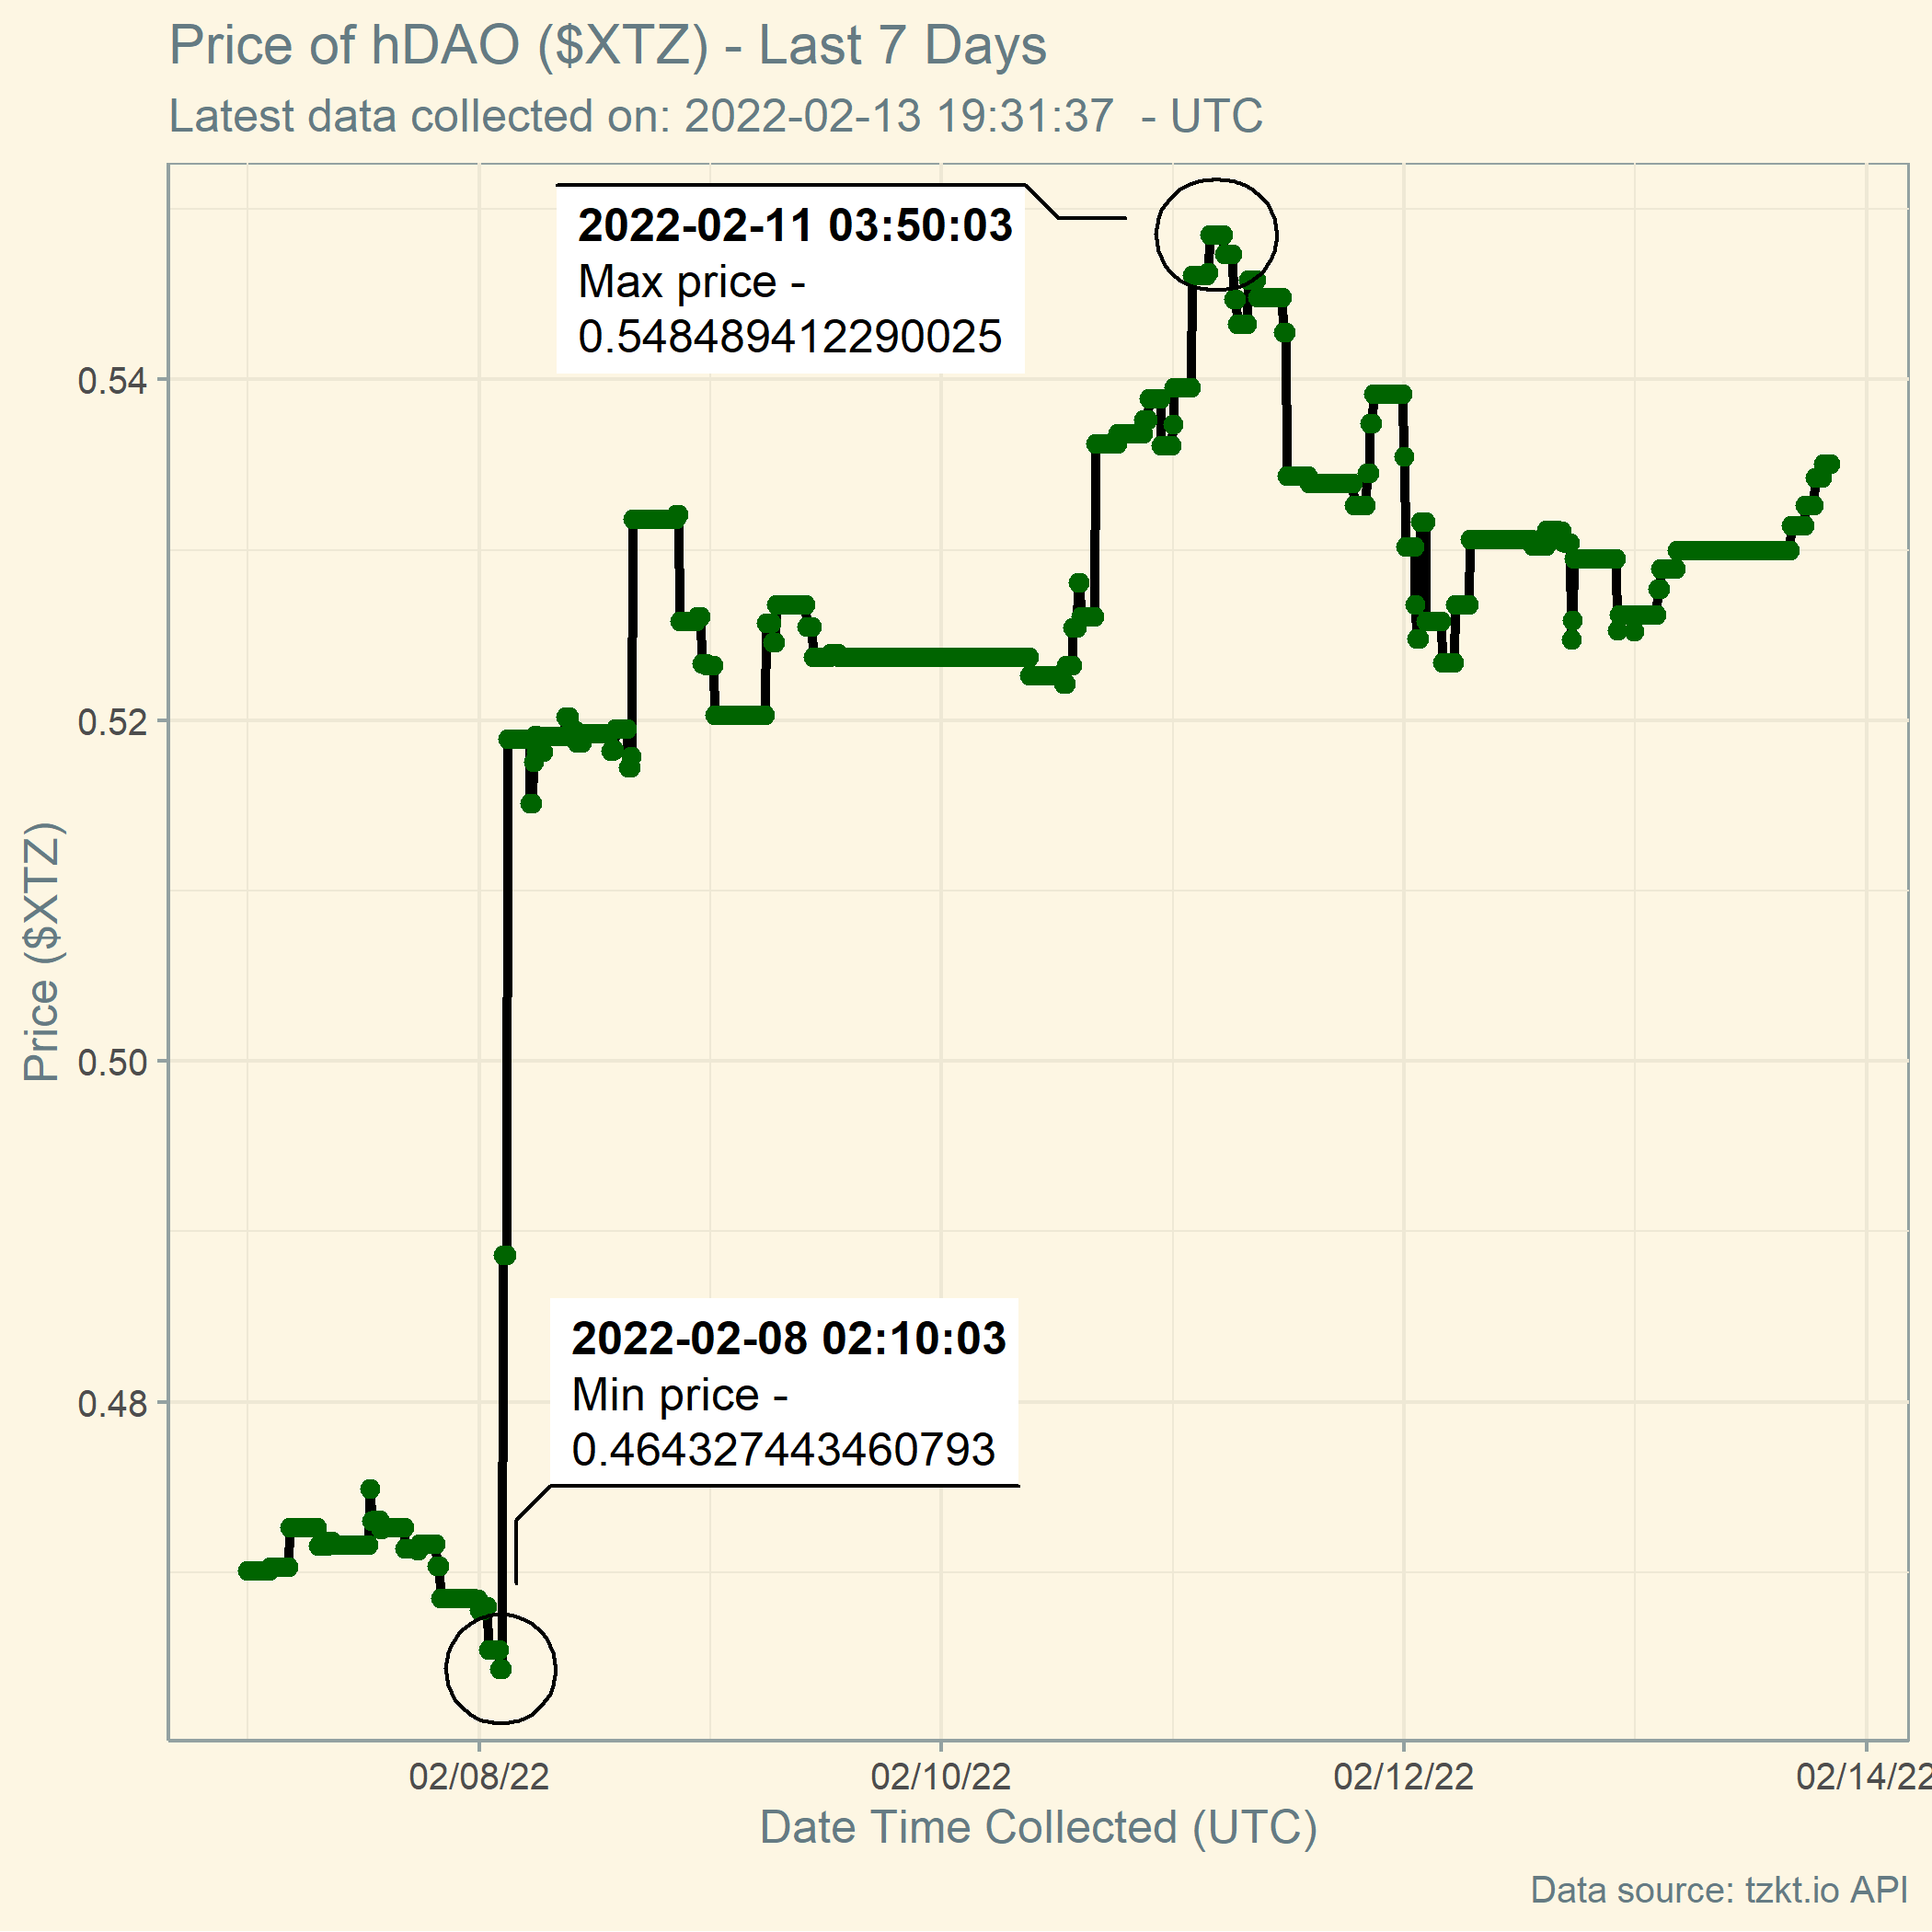 Price of hDAO ($XTZ) - Last 7 Days
Latest data collected on: 2022-02-13 19:31:37  - UTC
2022-02-11 03:50:03
Max price -
0.548489412290025
0.54
0.52
Price ($XTZ)
0.50
2022-02-08 02:10:03
Min price -
0.464327443460793
0.48
02/08/22
02/10/22
02/12/22
02/14/22
Date Time Collected (UTC)
Data source: tzkt.io API